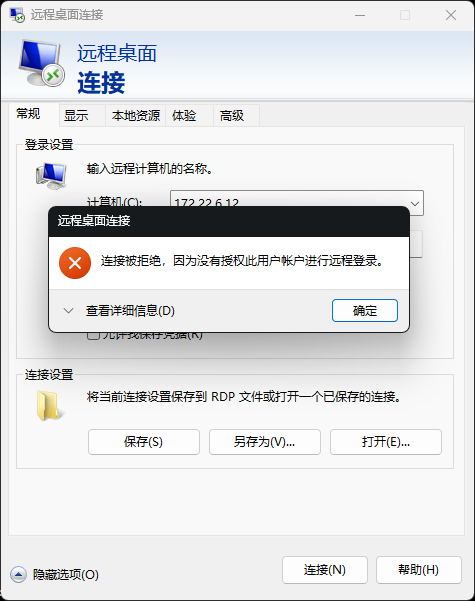 远程桌面连接
远程桌面
连接
常规 显示 本地资源 体验 高级
登录设置
输入远程计算机的名称。
计算机(C): 172.22.6.12
远程桌面连接
连接被拒绝，因为没有授权此用户帐户进行远程登录。
查看详细信息(D) 确定
允许我保存凭据(R)
连接设置
将当前连接设置保存到 RDP 文件或打开一个已保存的连接。
保存(S) 另存为(V)... 打开(E)...
隐藏选项(O) 连接(N) 帮助(H)